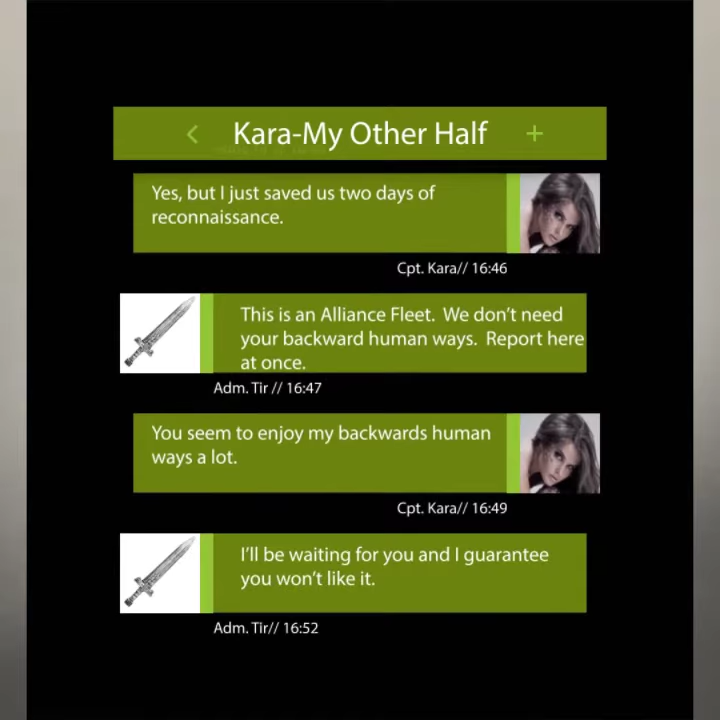 Kara-My Other Half
Yes, but I just saved us two days of
reconnaissance.
Cpt. Kara// 16:46
This is an Alliance Fleet.  We don't need
your backward human ways.  Report here
at once.
Adm. Tir // 16:47
You seem to enjoy my backwards human
ways a lot.
Cpt. Kara// 16:49
I'll be waiting for you and I guarantee
you won't like it.
Adm. Tir// 16:52